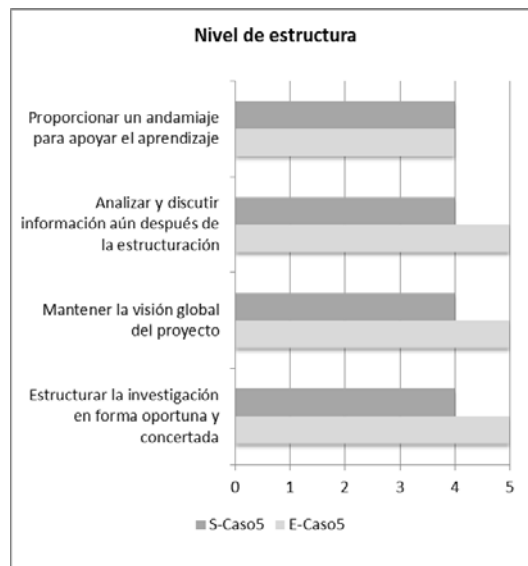 Nivel de estructura
Proporcionar un andamiaje
para apoyar el aprendizaje
Analizar y discutir
información aún después de
la estructuración
Mantener la visión global
del proyecto
Estructurar la investigación
en forma oportuna y
concertada
0 1 2 3 4 5
S-Caso5 E-Caso5